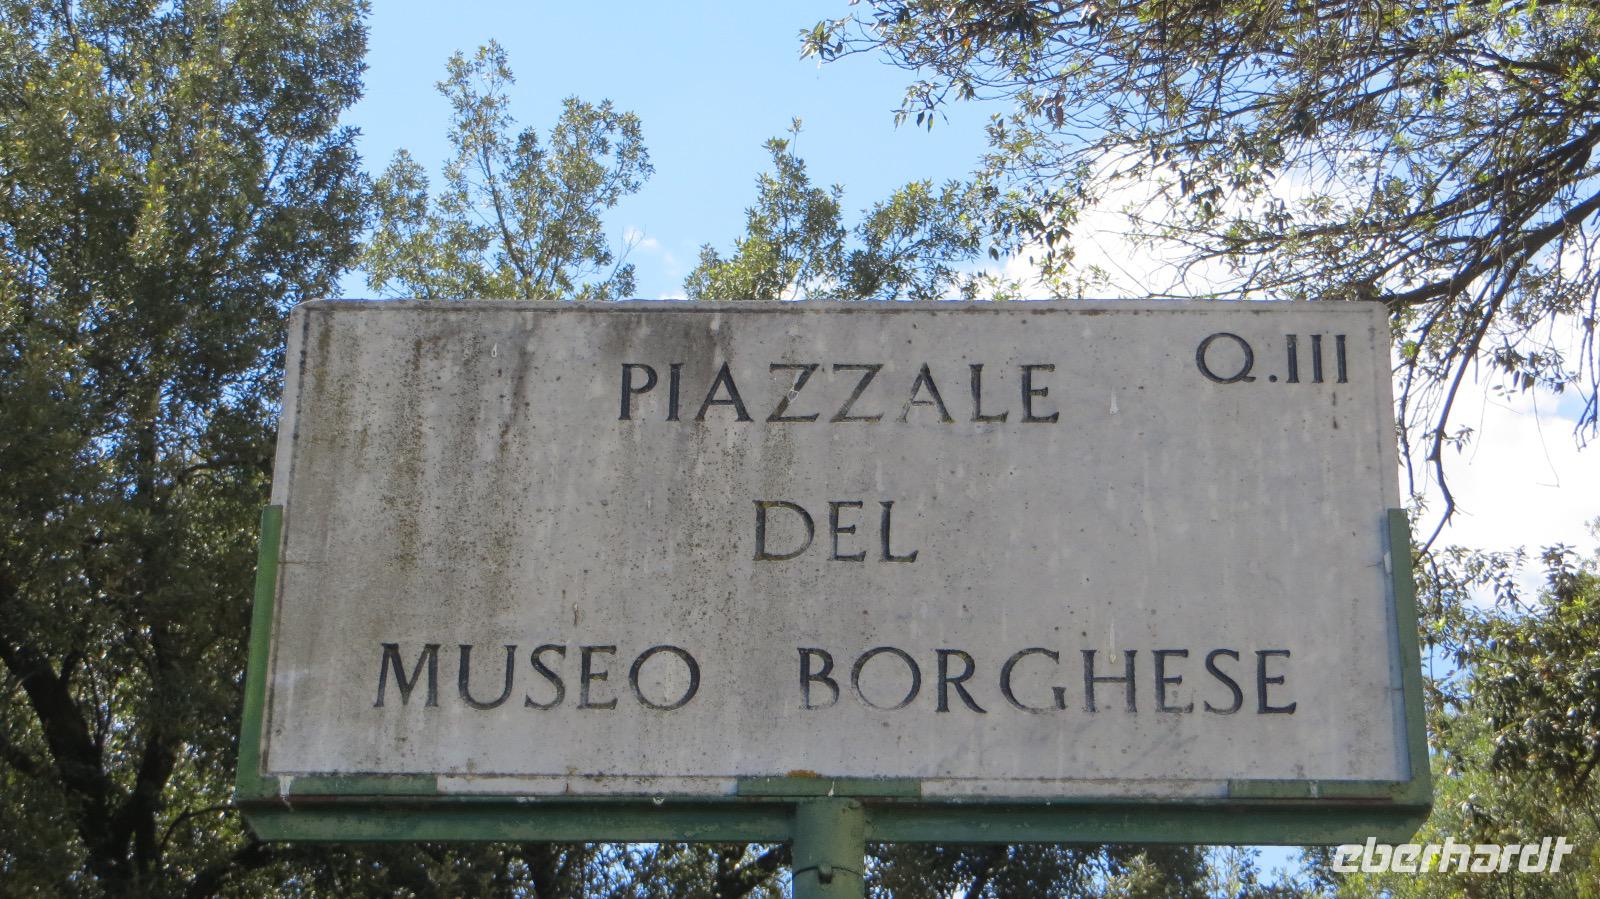 Q.III
PIAZZALE
DEL
MUSEO BORGHESE
eberhardt